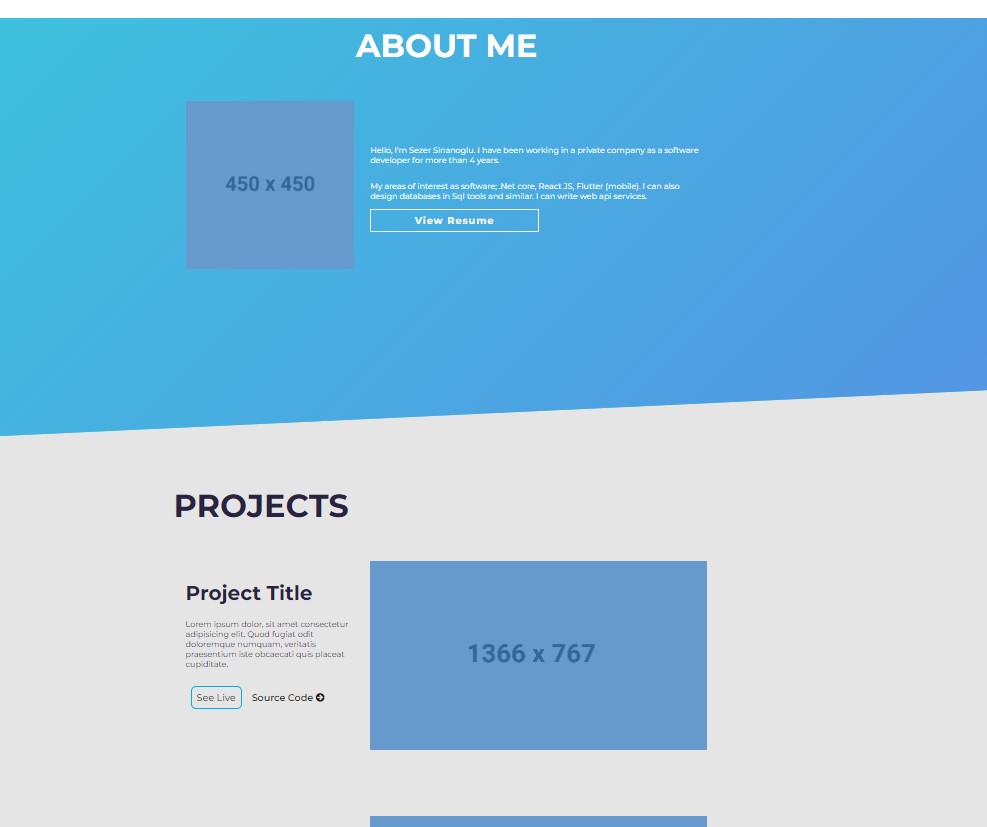 ABOUT ME
450 x 450
Hello, I'm Sezer Sinanoglu. I have been working in a private company as a software
developer for more than 4 years.
My areas of interest as software; .Net core, React JS, Flutter (mobile). I can also
design databases in Sql tools and similar. I can write web api services.
View Resume
PROJECTS
Project Title
Lorem ipsum dolor, sit amet consectetur
adipisicing elit. Quod fugiat odit
doloremque numquam, veritatis
praesentium iste obcaecati quis placeat
cupiditate.
See Live
Source Code
1366 x 767